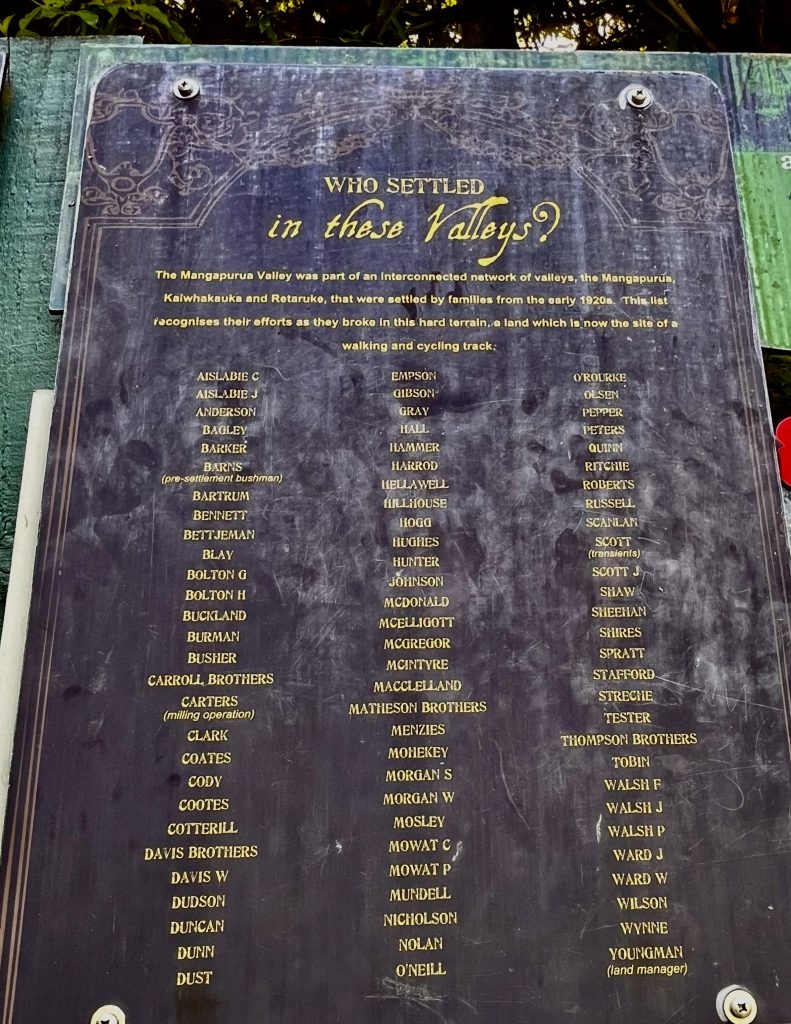 WHO SETTLED
in these Valleys?
The Mangapurua Valley was part of an interconnected network of valleys, the Mangapurua,
Kaiwhakauka and Retaruke, that were settled by families from the early 1920s. This list
recognises their efforts as they broke in this hard terrain, a land which is now the site of a
walking and cycling track.
AISLABIE C
AISLABIE J
ANDERSON
BAGLEY
BARKER
BARNS
(pre-settlement bushman)
BARTRUM
BENNETT
BETTJEMAN
BLAY
BOLTON G
BOLTON H
BUCKLAND
BURMAN
BUSHER
CARROLL BROTHERS
CARTERS
(milling operation)
CLARK
COATES
CODY
COOTES
COTTERILL
DAVIS BROTHERS
DAVIS W
DUDSON
DUNCAN
DUNN
DUST
EMPSON
GIBSON
GRAY
HALL
HAMMER
HARROD
HELLAWELL
HILLHOUSE
HOGG
HUGHES
HUNTER
JOHNSON
MCDONALD
MCELLIGOTT
MCGREGOR
MCINTYRE
MACCLELLAND
MATHESON BROTHERS
MENZIES
MOHEKEY
MORGAN S
MORGAN W
MOSLEY
MOWAT C
MOWAT P
MUNDELL
NICHOLSON
NOLAN
O'NEILL
O'ROURKE
OLSEN
PEPPER
PETERS
QUINN
RITCHIE
ROBERTS
RUSSELL
SCANLAN
SCOTT
(transients)
SCOTT J
SHAW
SHEEHAN
SHIRES
SPRATT
STAFFORD
STRECHE
TESTER
THOMPSON BROTHERS
TOBIN
WALSH F
WALSH J
WALSH P
WARD J
WARD W
WILSON
WYNNE
YOUNGMAN
(land manager)